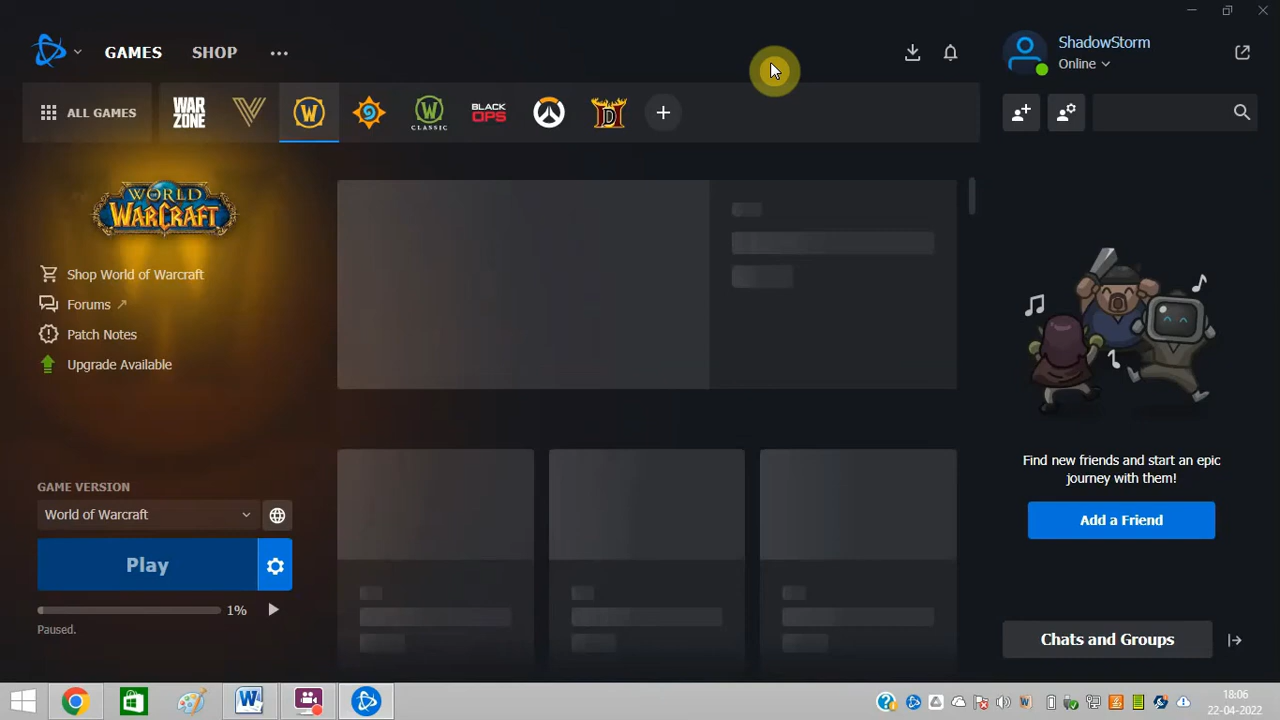 GAMES
SHOP
ShadowStorm
Online
ALL GAMES
WAR
ZONE
CLASSIC
BLACK
OPS
WORLD
WARCRAFT
Shop World of Warcraft
Forums
Patch Notes
Upgrade Available
Find new friends and start an epic
journey with them!
Add a Friend
GAME VERSION
World of Warcraft
Play
1%
Paused.
Chats and Groups
18:06
22-04-2022